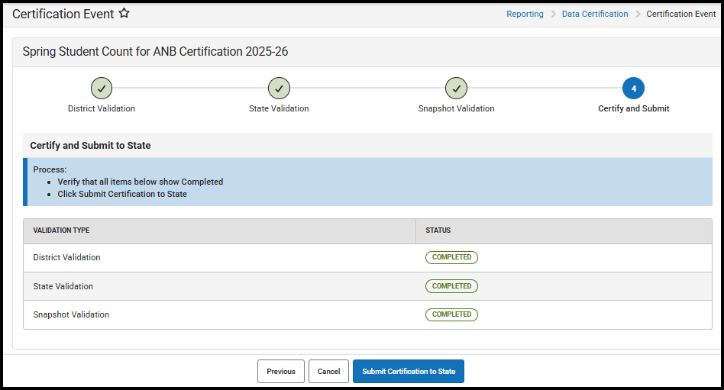 Certification Event
Reporting > Data Certification > Certification Event
Spring Student Count for ANB Certification 2025-26
4
District Validation State Validation Snapshot Validation Certify and Submit
Certify and Submit to State
Process:
• Verify that all items below show Completed
• Click Submit Certification to State
VALIDATION TYPE STATUS
District Validation COMPLETED
State Validation COMPLETED
Snapshot Validation COMPLETED
Previous Cancel Submit Certification to State